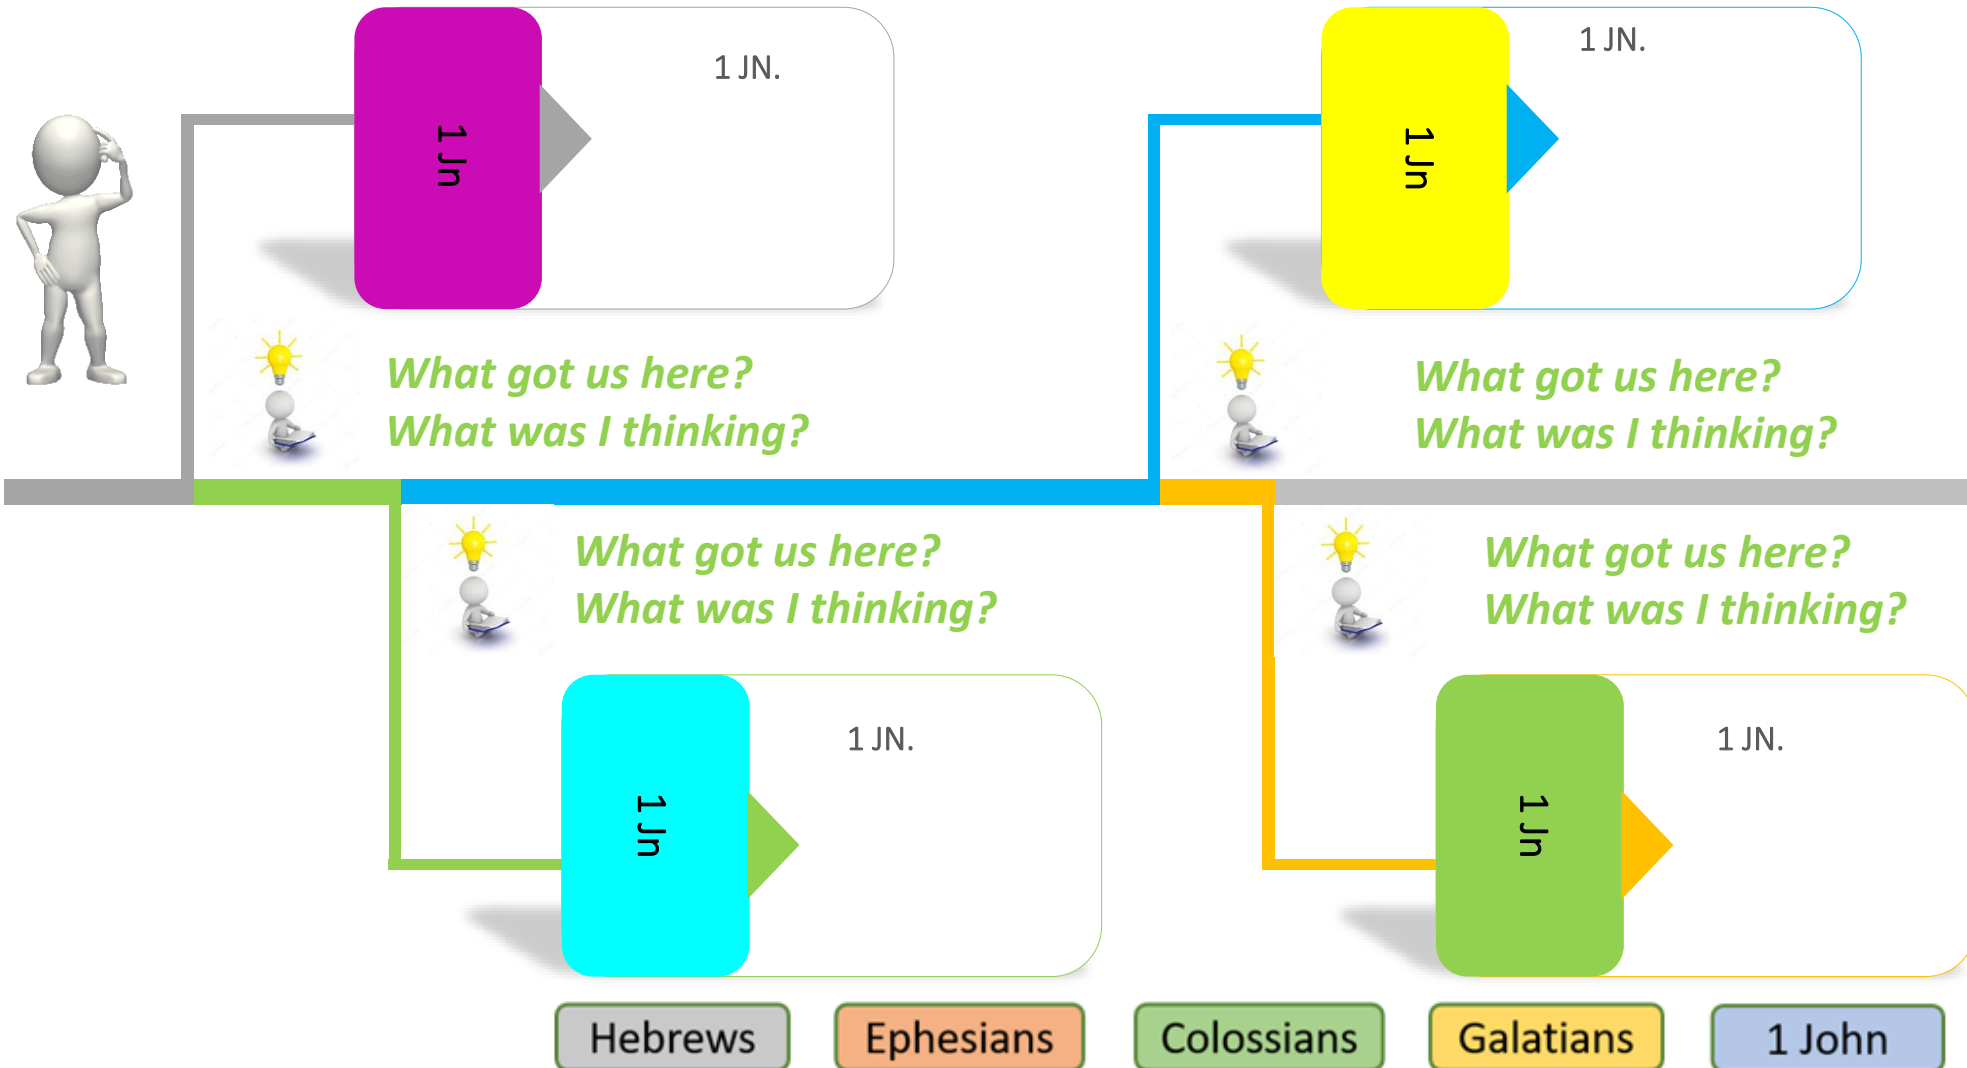 1 Jn
1 JN.
1 Jn
1 JN.
What got us here?
What was I thinking?
What got us here?
What was I thinking?
What got us here?
What was I thinking?
What got us here?
What was I thinking?
1 Jn
1 JN.
1 Jn
1 JN.
Hebrews
Ephesians
Colossians
Galatians
1 John